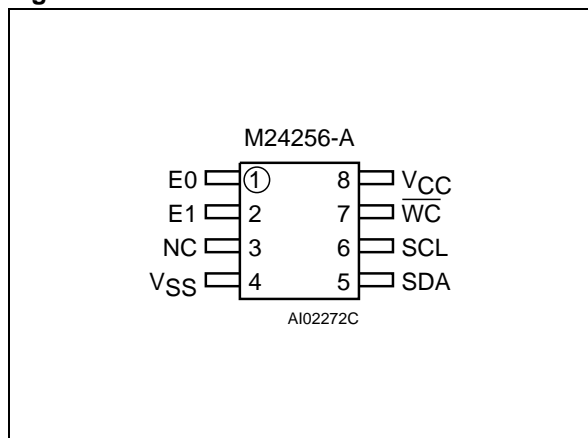 M24256-A
E0 1 8 VCC
E1 2 7 WC
NC 3 6 SCL
VSS 4 5 SDA
AI02272C